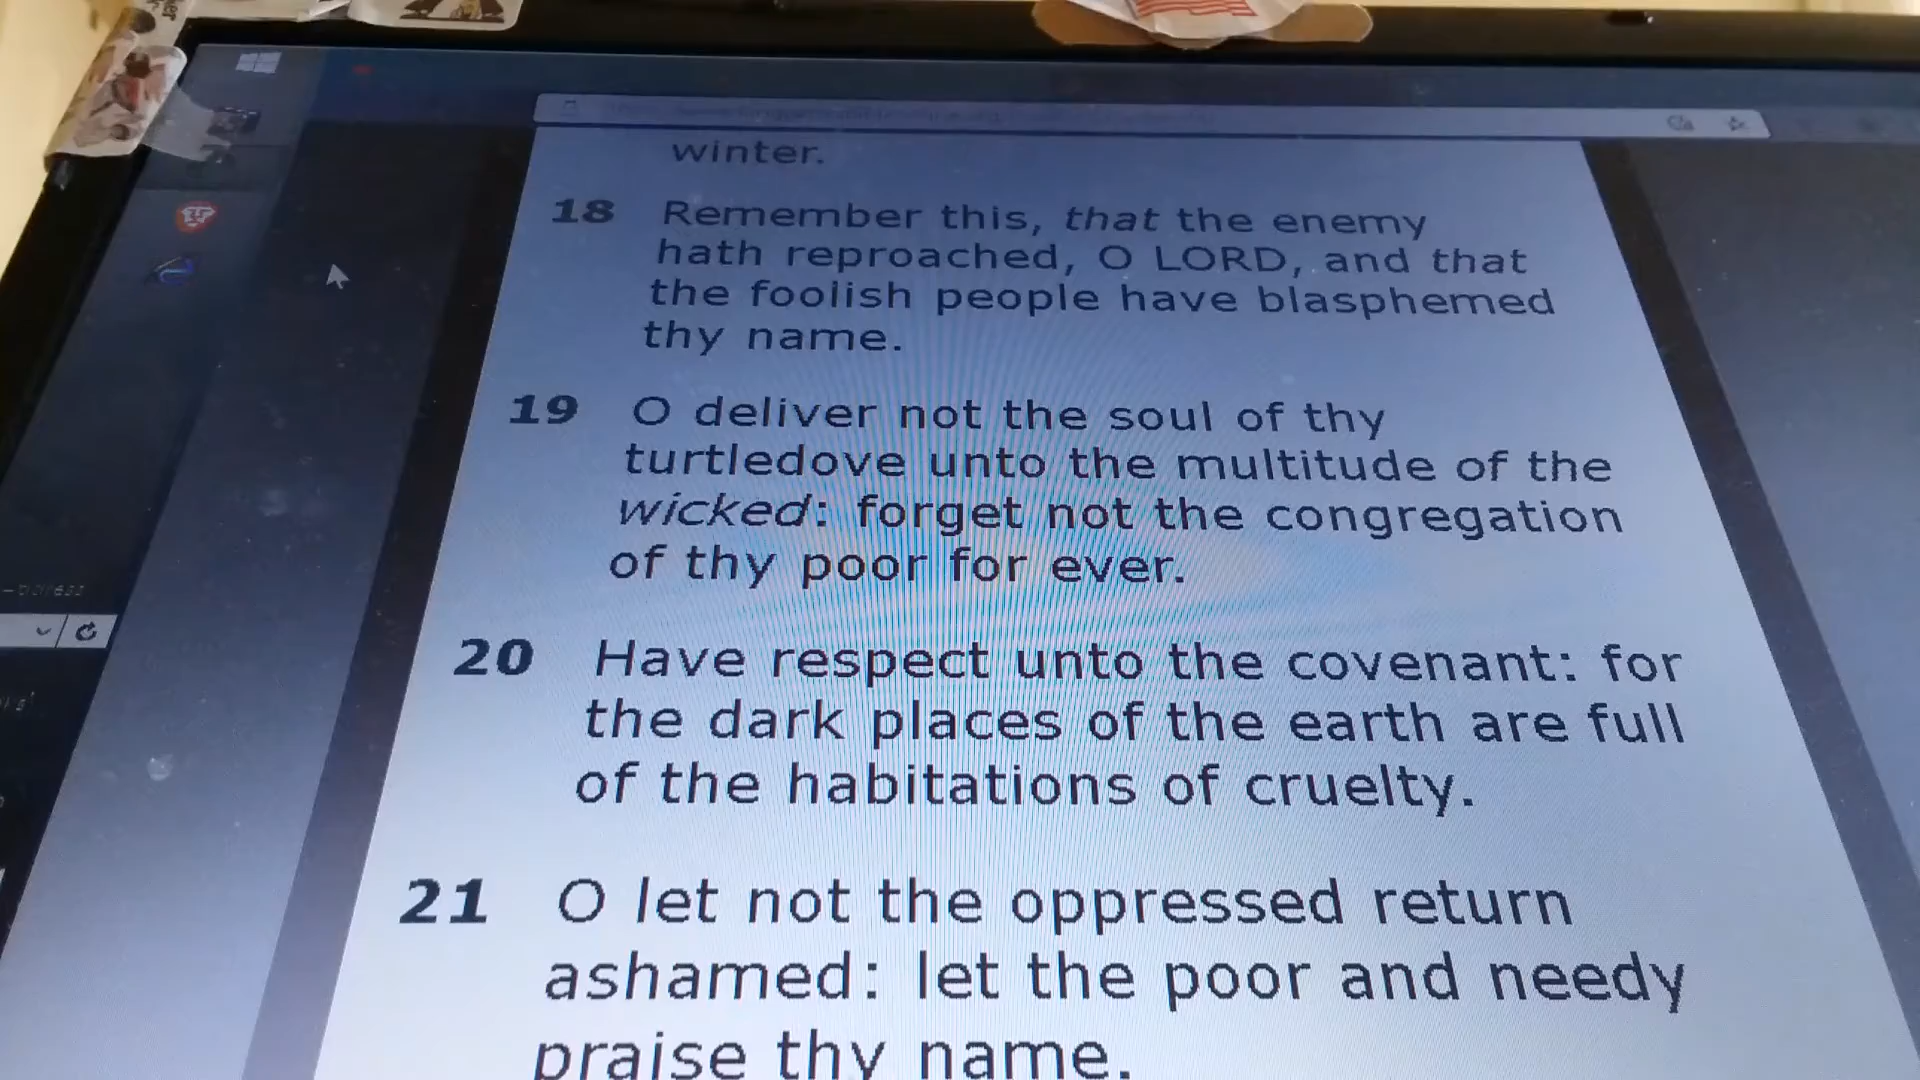 winter.
18 Remember this, that the enemy
hath reproached, O LORD, and that
the foolish people have blasphemed
thy name.
19 O deliver not the soul of thy
turtledove unto the multitude of the
wicked: forget not the congregation
of thy poor for ever.
20 Have respect unto the covenant: for
the dark places of the earth are full
of the habitations of cruelty.
21 O let not the oppressed return
ashamed: let the poor and needy
praise thy name.